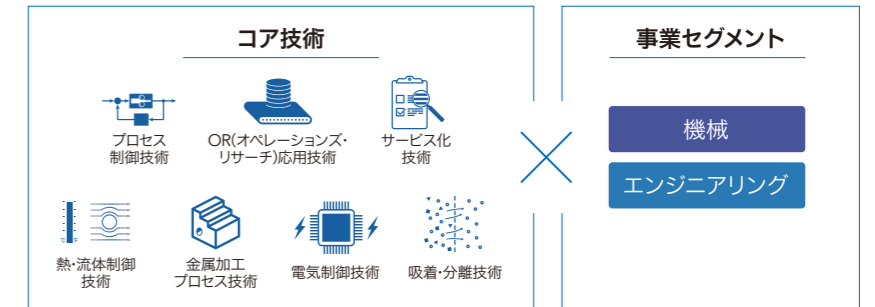 コア技術
プロセス
制御技術
OR(オペレーションズ・
リサーチ)応用技術
サービス化
技術
熱・流体制御
技術
金属加工
プロセス技術
電気制御技術
吸着・分離技術
事業セグメント
機械
エンジニアリング